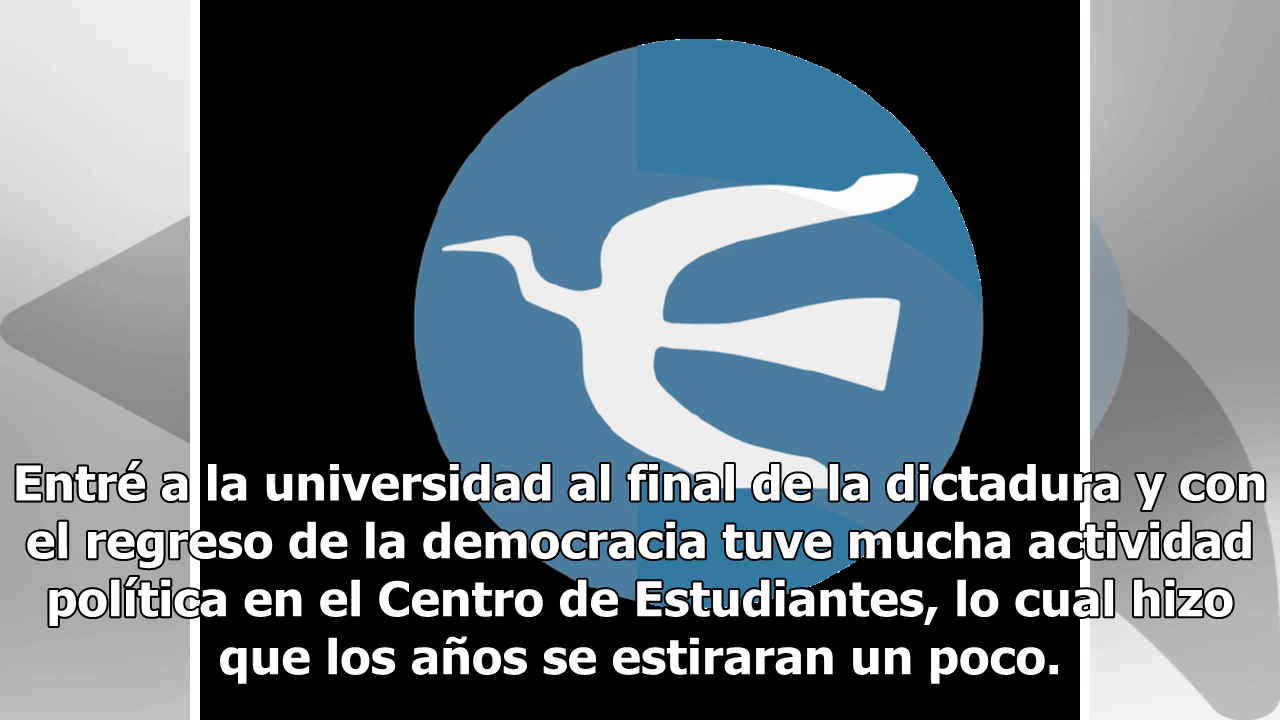 Entré a la universidad al final de la dictadura y con
el regreso de la democracia tuve mucha actividad
política en el Centro de Estudiantes, lo cual hizo
que los años se estiraran un poco.